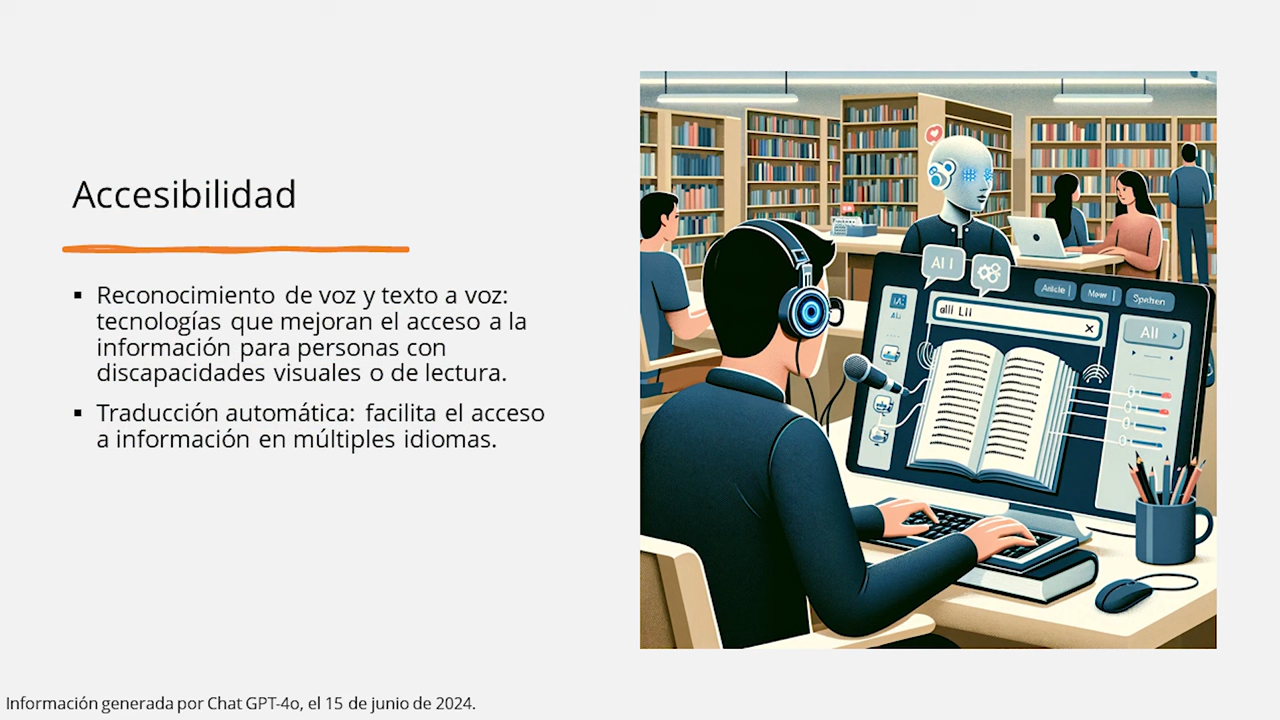 Accesibilidad
▪ Reconocimiento de voz y texto a voz:
tecnologías que mejoran el acceso a la
información para personas con
discapacidades visuales o de lectura.
▪ Traducción automática: facilita el acceso
a información en múltiples idiomas.
AI I
Article
All
Información generada por Chat GPT-4o, el 15 de junio de 2024.